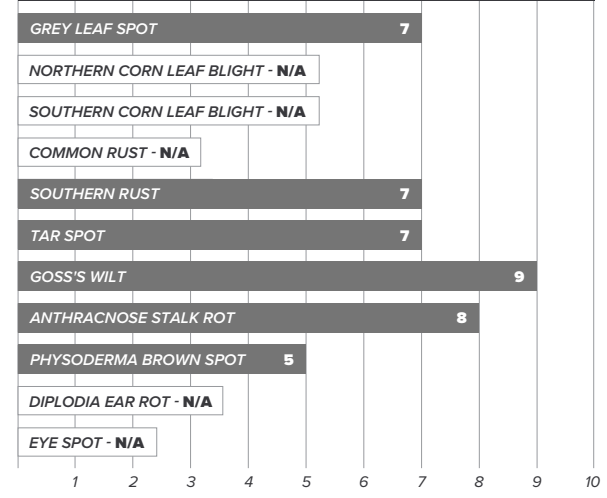 GREY LEAF SPOT 7
NORTHERN CORN LEAF BLIGHT - N/A
SOUTHERN CORN LEAF BLIGHT - N/A
COMMON RUST - N/A
SOUTHERN RUST 7
TAR SPOT 7
GOSS'S WILT 9
ANTHRACNOSE STALK ROT 8
PHYSODERMA BROWN SPOT 5
DIPLODIA EAR ROT - N/A
EYE SPOT - N/A
1 2 3 4 5 6 7 8 9 10